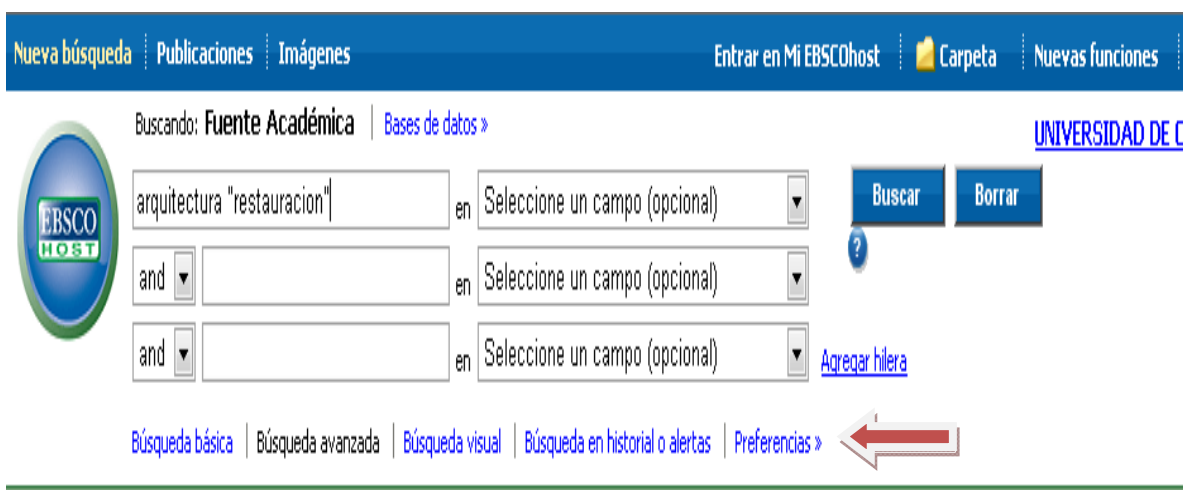 Nueva búsqueda Publicaciones Imágenes Entrar en Mi EBSCOhost Carpeta Nuevas funciones
Buscando: Fuente Académica Bases de datos »
UNIVERSIDAD DE
EBSCO
HOST
arquitectura "restauracion" en Seleccione un campo (opcional) Buscar Borrar
?
and en Seleccione un campo (opcional)
and en Seleccione un campo (opcional) Agregar hilera
Búsqueda básica Búsqueda avanzada Búsqueda visual Búsqueda en historial o alertas Preferencias »